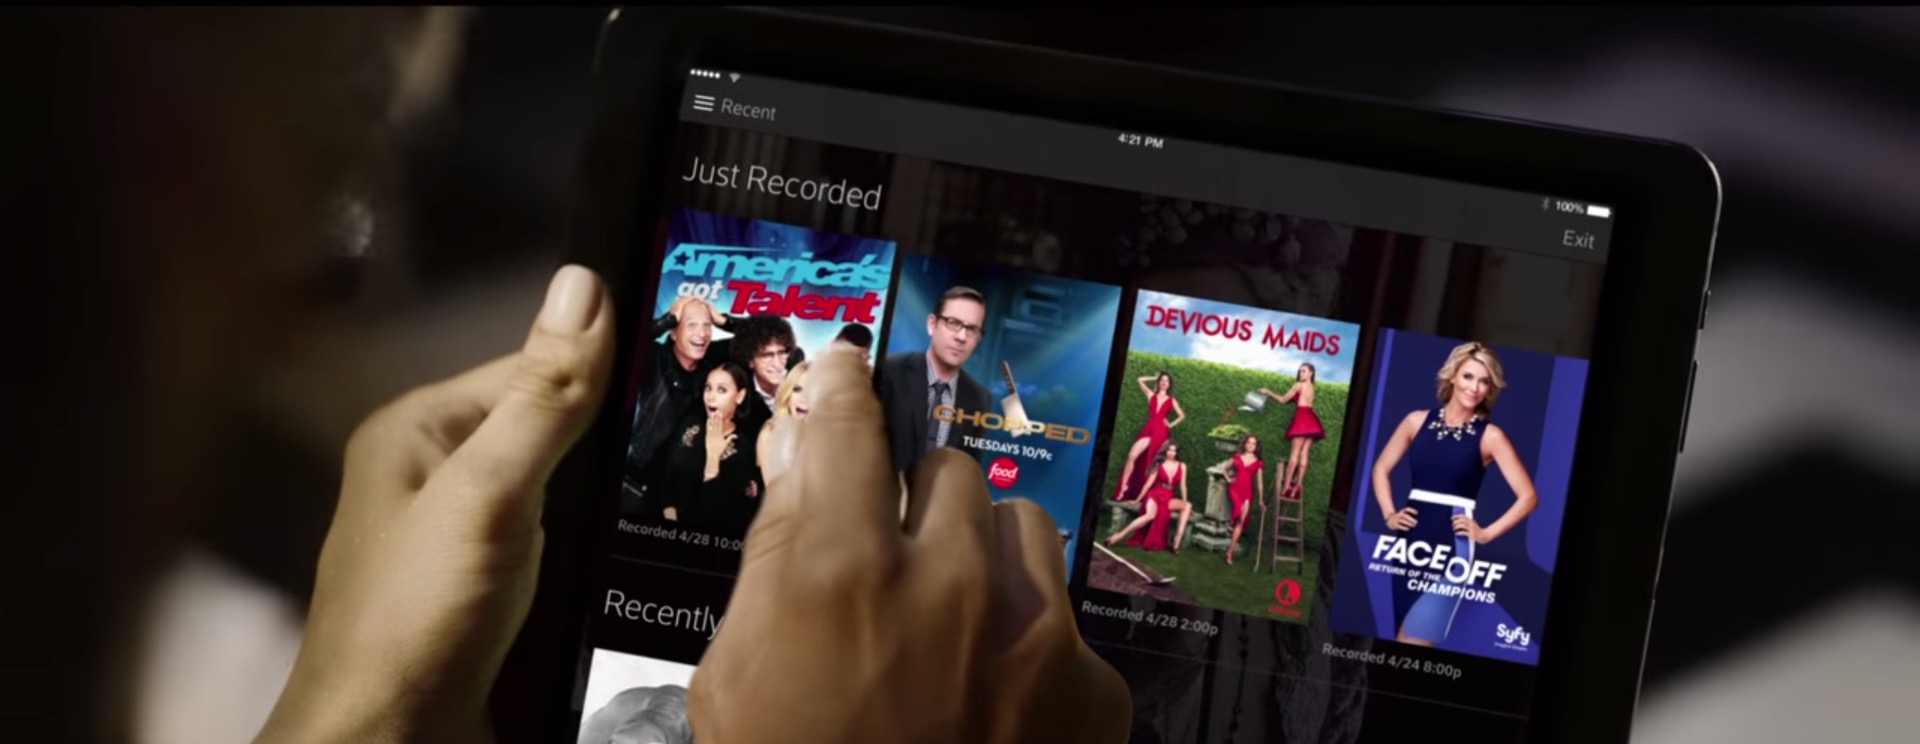 Recent
4:21 PM
100%
Exit
Just Recorded
America's
got Talent
CHOPPED
TUESDAYS 10/9c
food
DEVIOUS MAIDS
Lifetime
FACE OFF
RETURN OF THE
CHAMPIONS
Syfy
Recorded 4/28
Recorded 4/28 2:00p
Recorded 4/24 8:00p
Recently